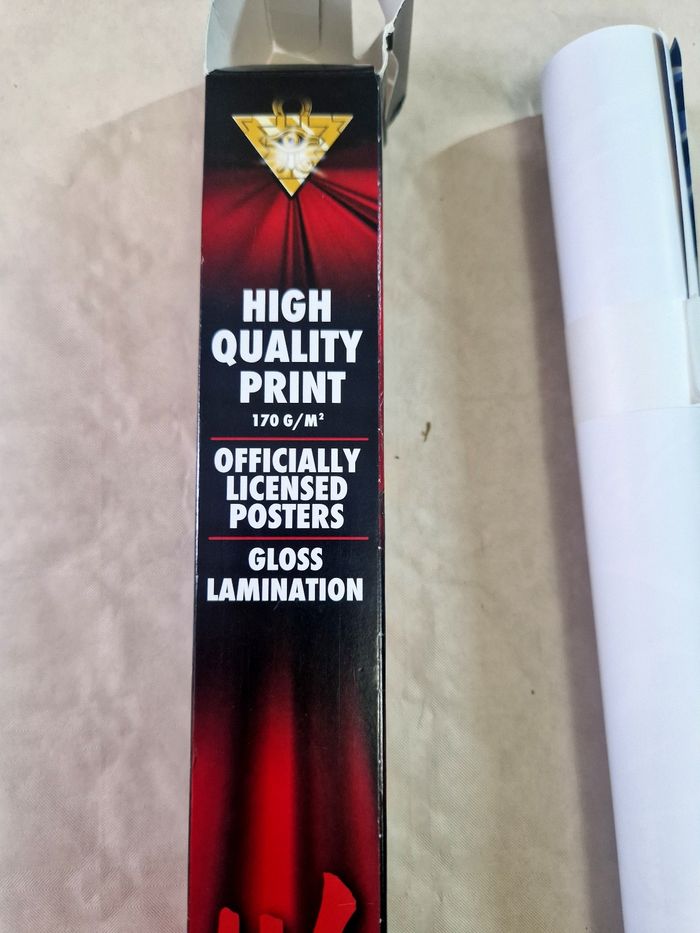 HIGH
QUALITY
PRINT
170 G/M²
OFFICIALLY
LICENSED
POSTERS
GLOSS
LAMINATION